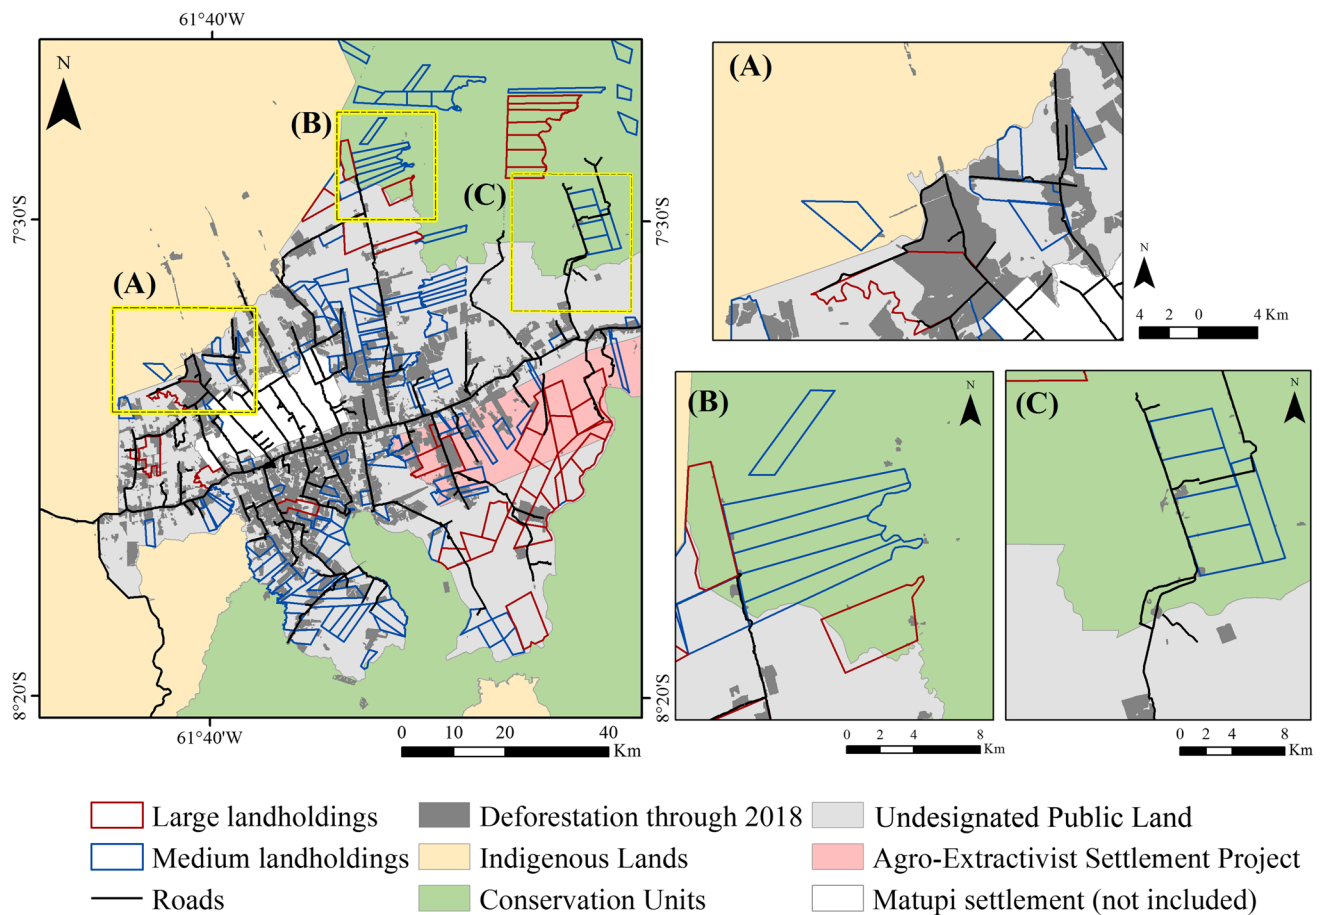 61°40'W
N
(B)
(C)
(A)
7°30'S
7°30'S
8°20'S
8°20'S
61°40'W
0 10 20 40
Km
(A)
N
4 2 0 4 Km
(B)
N
0 2 4 8
Km
(C)
N
0 2 4 8
Km
Large landholdings
Deforestation through 2018
Undesignated Public Land
Medium landholdings
Indigenous Lands
Agro-Extractivist Settlement Project
Roads
Conservation Units
Matupi settlement (not included)